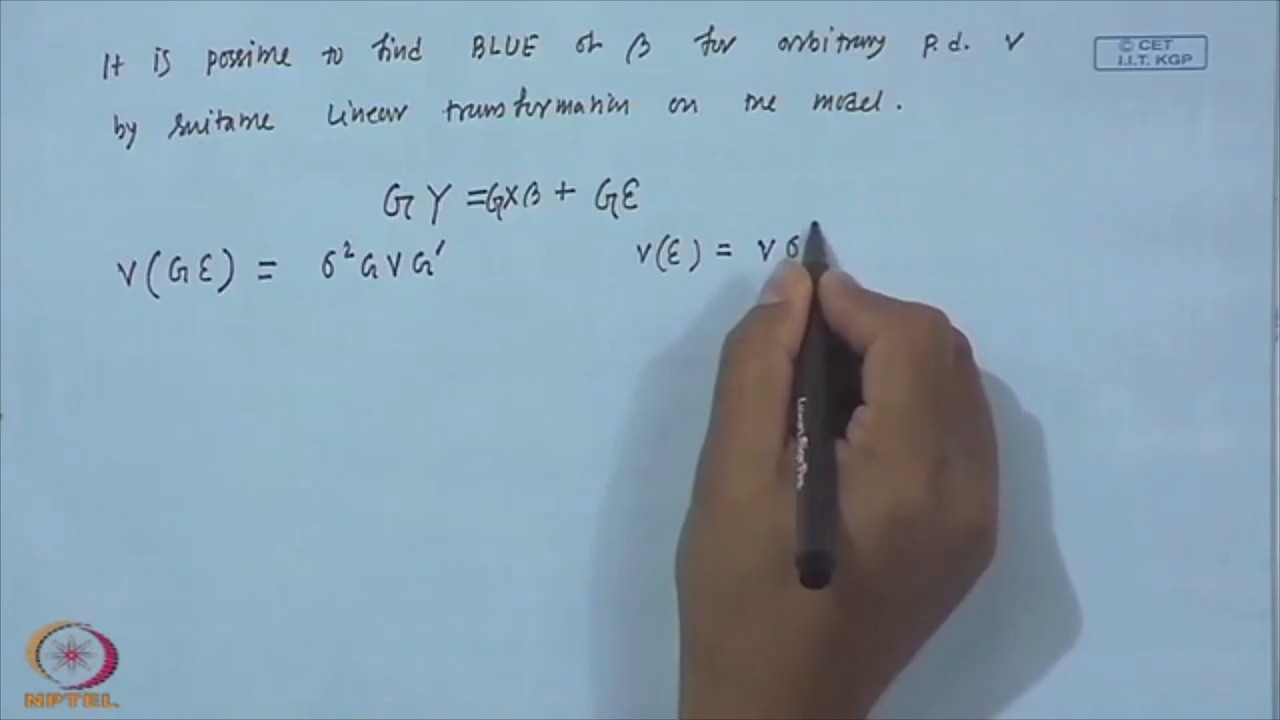 It is possible to find BLUE of β for arbitrary p.d. V
© CET
I.I.T. KGP
by suitable linear transformation on the model.
GY = GXβ + Gε
V(Gε) = σ²GVG'
V(ε) = Vσ
NPTEL